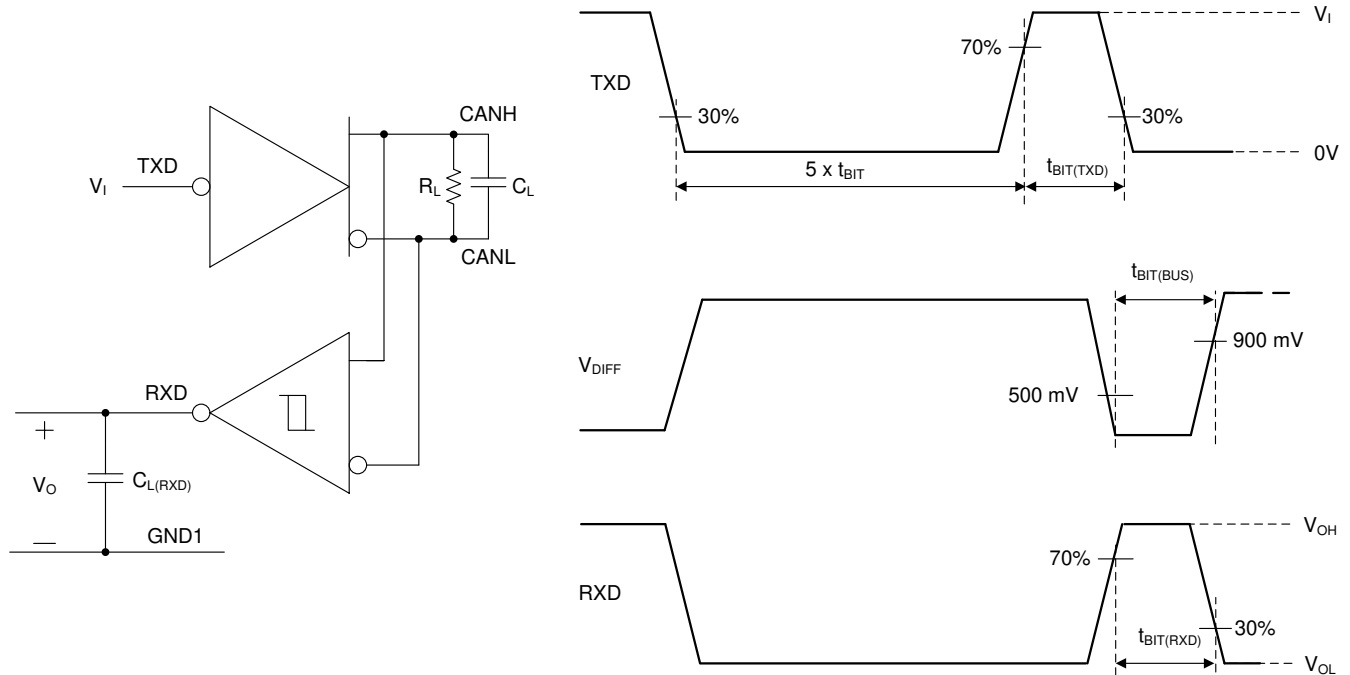 CANH
TXD
V_I
R_L
C_L
CANL
RXD
+
V_O
C_L(RXD)
—
GND1
V_I
70%
TXD
30%
30%
0V
5 x t_BIT
t_BIT(TXD)
t_BIT(BUS)
900 mV
V_DIFF
500 mV
V_OH
70%
RXD
30%
t_BIT(RXD)
V_OL